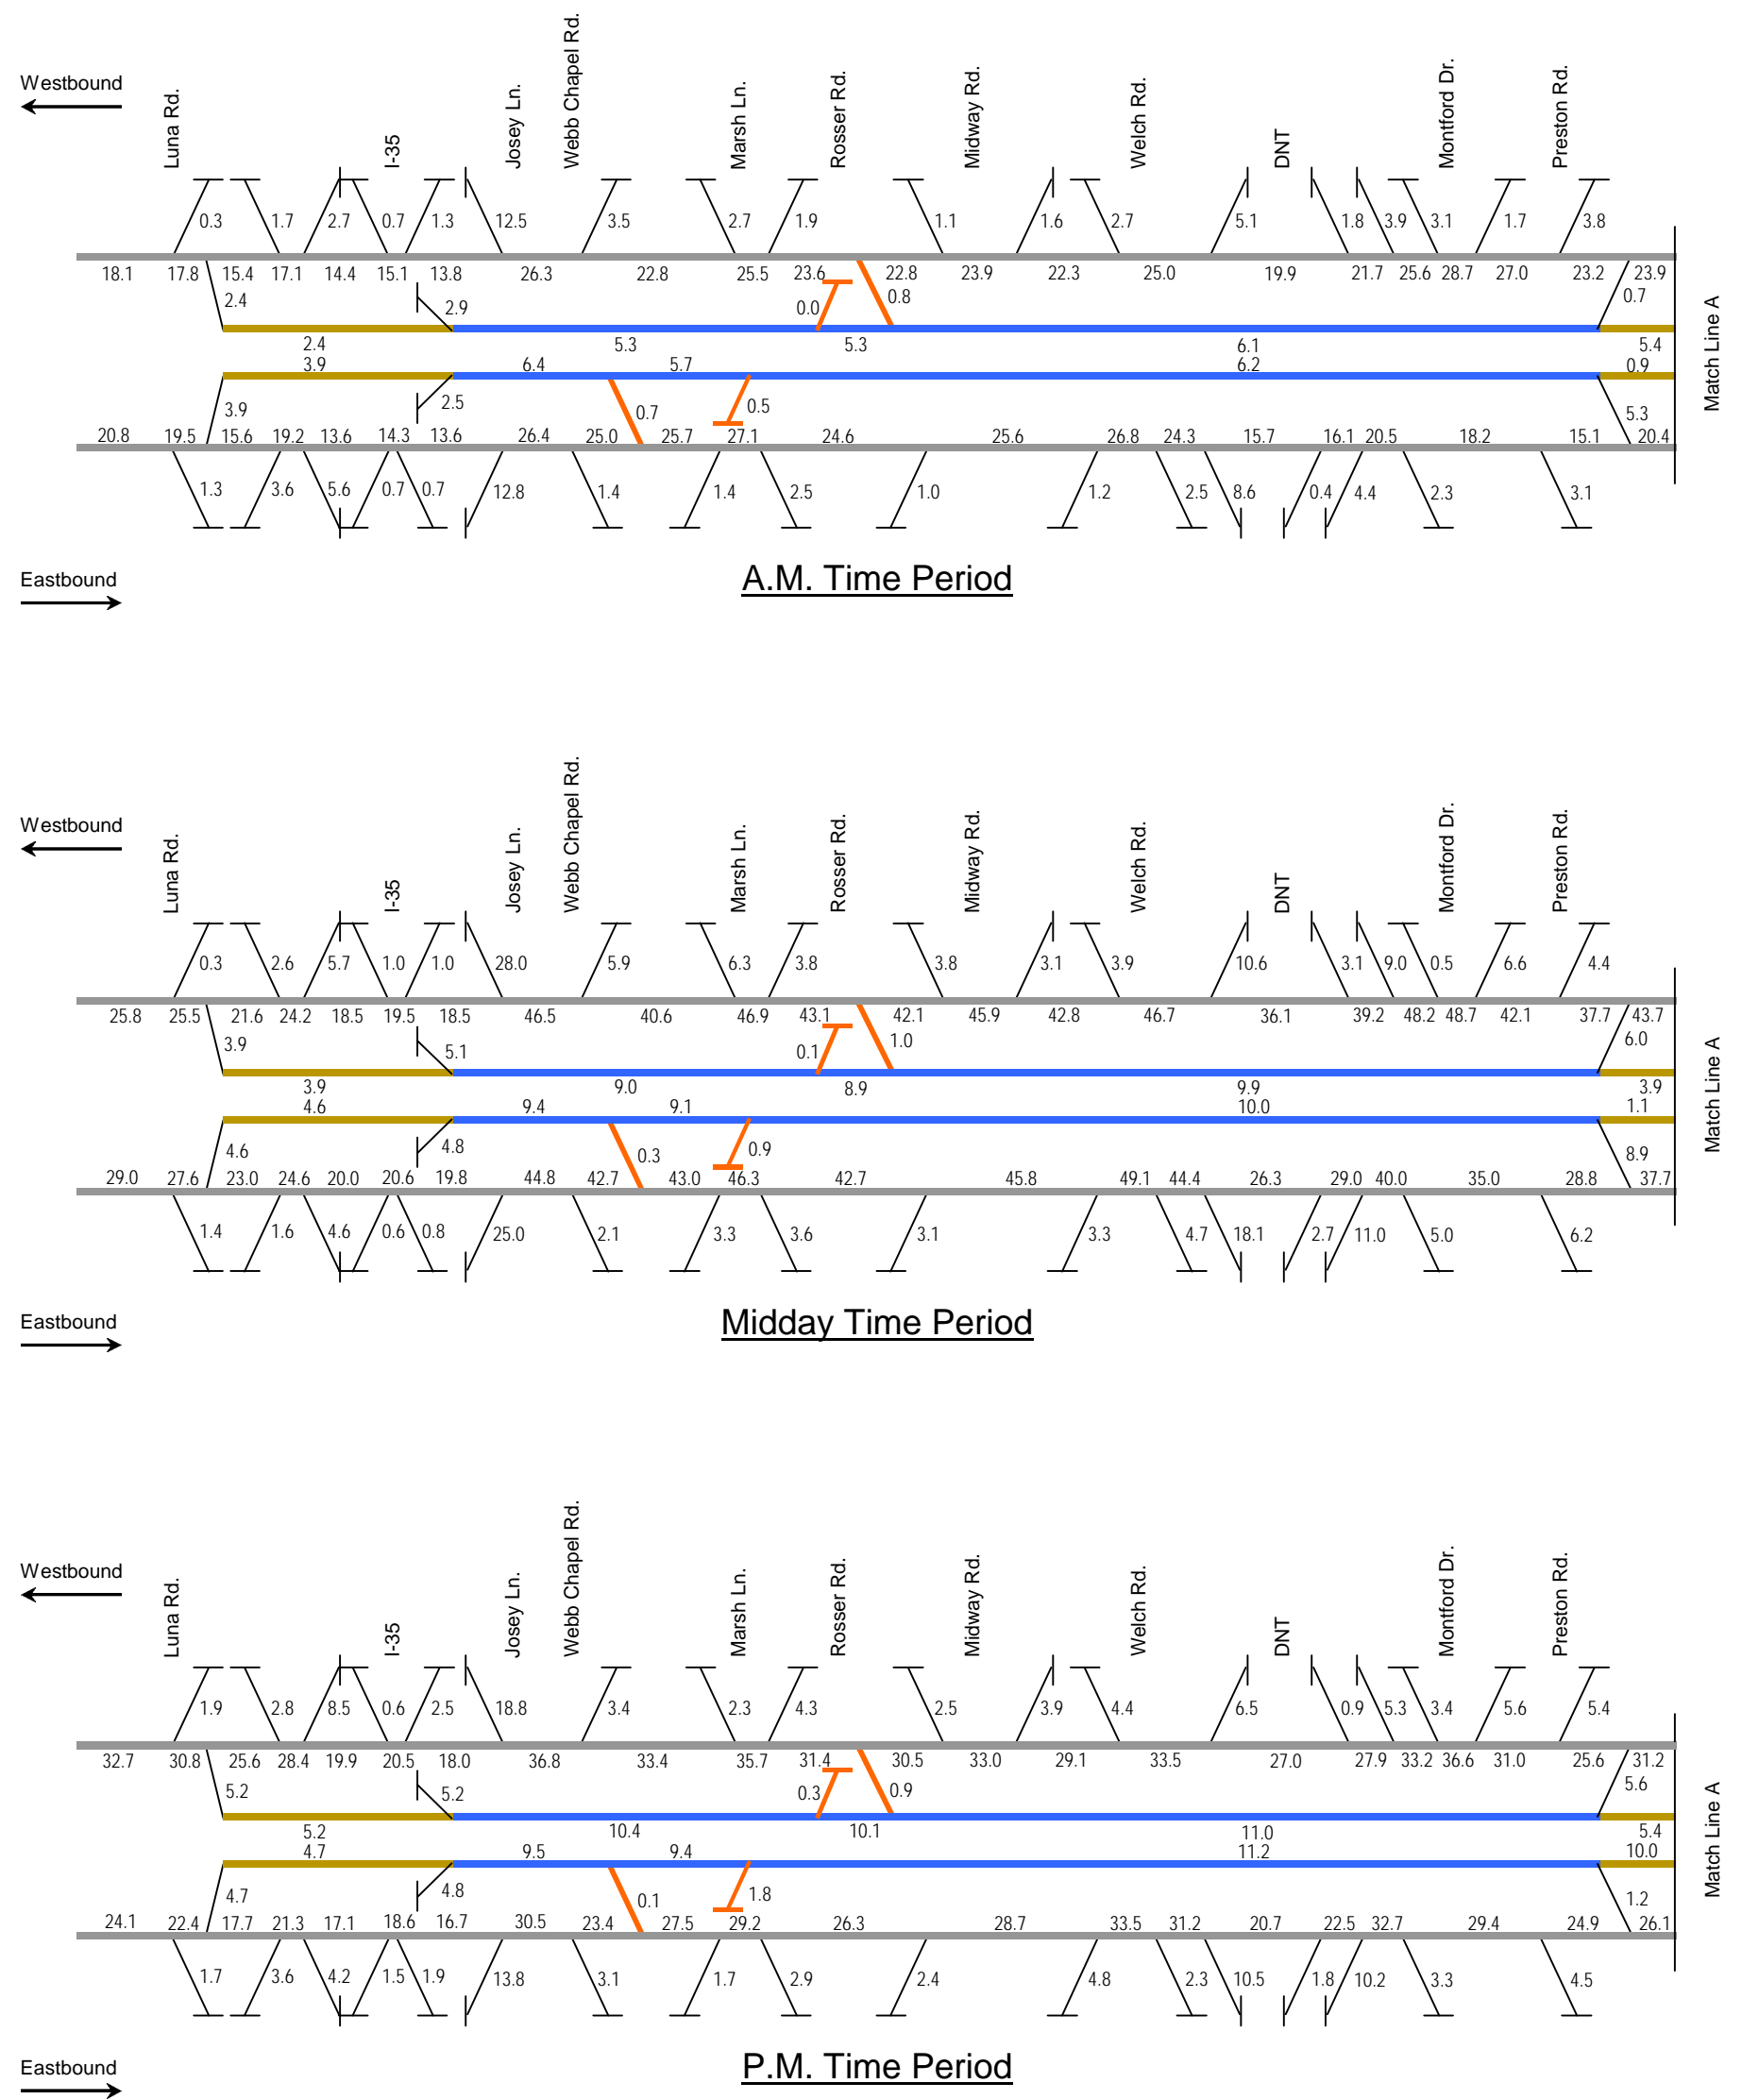 Westbound
Luna Rd.
I-35
Josey Ln.
Webb Chapel Rd.
Marsh Ln.
Rosser Rd.
Midway Rd.
Welch Rd.
DNT
Montford Dr.
Preston Rd.
0.3 1.7 2.7 0.7 1.3 12.5 3.5 2.7 1.9 1.1 1.6 2.7 5.1 1.8 3.9 3.1 1.7 3.8
18.1 17.8 15.4 17.1 14.4 15.1 13.8 26.3 22.8 25.5 23.6 22.8 23.9 22.3 25.0 19.9 21.7 25.6 28.7 27.0 23.2 23.9
2.4 2.9 0.0 0.8 0.7
2.4 5.3 5.3 6.1 5.4
3.9 6.4 5.7 6.2 0.9
3.9 2.5 0.7 0.5 5.3
20.8 19.5 15.6 19.2 13.6 14.3 13.6 26.4 25.0 25.7 27.1 24.6 25.6 26.8 24.3 15.7 16.1 20.5 18.2 15.1 20.4
1.3 3.6 5.6 0.7 0.7 12.8 1.4 1.4 2.5 1.0 1.2 2.5 8.6 0.4 4.4 2.3 3.1
Match Line A
Eastbound
A.M. Time Period
Westbound
Luna Rd.
I-35
Josey Ln.
Webb Chapel Rd.
Marsh Ln.
Rosser Rd.
Midway Rd.
Welch Rd.
DNT
Montford Dr.
Preston Rd.
0.3 2.6 5.7 1.0 1.0 28.0 5.9 6.3 3.8 3.8 3.1 3.9 10.6 3.1 9.0 0.5 6.6 4.4
25.8 25.5 21.6 24.2 18.5 19.5 18.5 46.5 40.6 46.9 43.1 42.1 45.9 42.8 46.7 36.1 39.2 48.2 48.7 42.1 37.7 43.7
3.9 5.1 0.1 1.0 6.0
3.9 9.0 8.9 9.9 3.9
4.6 9.4 9.1 10.0 1.1
4.6 4.8 0.3 0.9 8.9
29.0 27.6 23.0 24.6 20.0 20.6 19.8 44.8 42.7 43.0 46.3 42.7 45.8 49.1 44.4 26.3 29.0 40.0 35.0 28.8 37.7
1.4 1.6 4.6 0.6 0.8 25.0 2.1 3.3 3.6 3.1 3.3 4.7 18.1 2.7 11.0 5.0 6.2
Match Line A
Eastbound
Midday Time Period
Westbound
Luna Rd.
I-35
Josey Ln.
Webb Chapel Rd.
Marsh Ln.
Rosser Rd.
Midway Rd.
Welch Rd.
DNT
Montford Dr.
Preston Rd.
1.9 2.8 8.5 0.6 2.5 18.8 3.4 2.3 4.3 2.5 3.9 4.4 6.5 0.9 5.3 3.4 5.6 5.4
32.7 30.8 25.6 28.4 19.9 20.5 18.0 36.8 33.4 35.7 31.4 30.5 33.0 29.1 33.5 27.0 27.9 33.2 36.6 31.0 25.6 31.2
5.2 5.2 0.3 0.9 5.6
5.2 10.4 10.1 11.0 5.4
4.7 9.5 9.4 11.2 10.0
4.7 4.8 0.1 1.8 1.2
24.1 22.4 17.7 21.3 17.1 18.6 16.7 30.5 23.4 27.5 29.2 26.3 28.7 33.5 31.2 20.7 22.5 32.7 29.4 24.9 26.1
1.7 3.6 4.2 1.5 1.9 13.8 3.1 1.7 2.9 2.4 4.8 2.3 10.5 1.8 10.2 3.3 4.5
Match Line A
Eastbound
P.M. Time Period